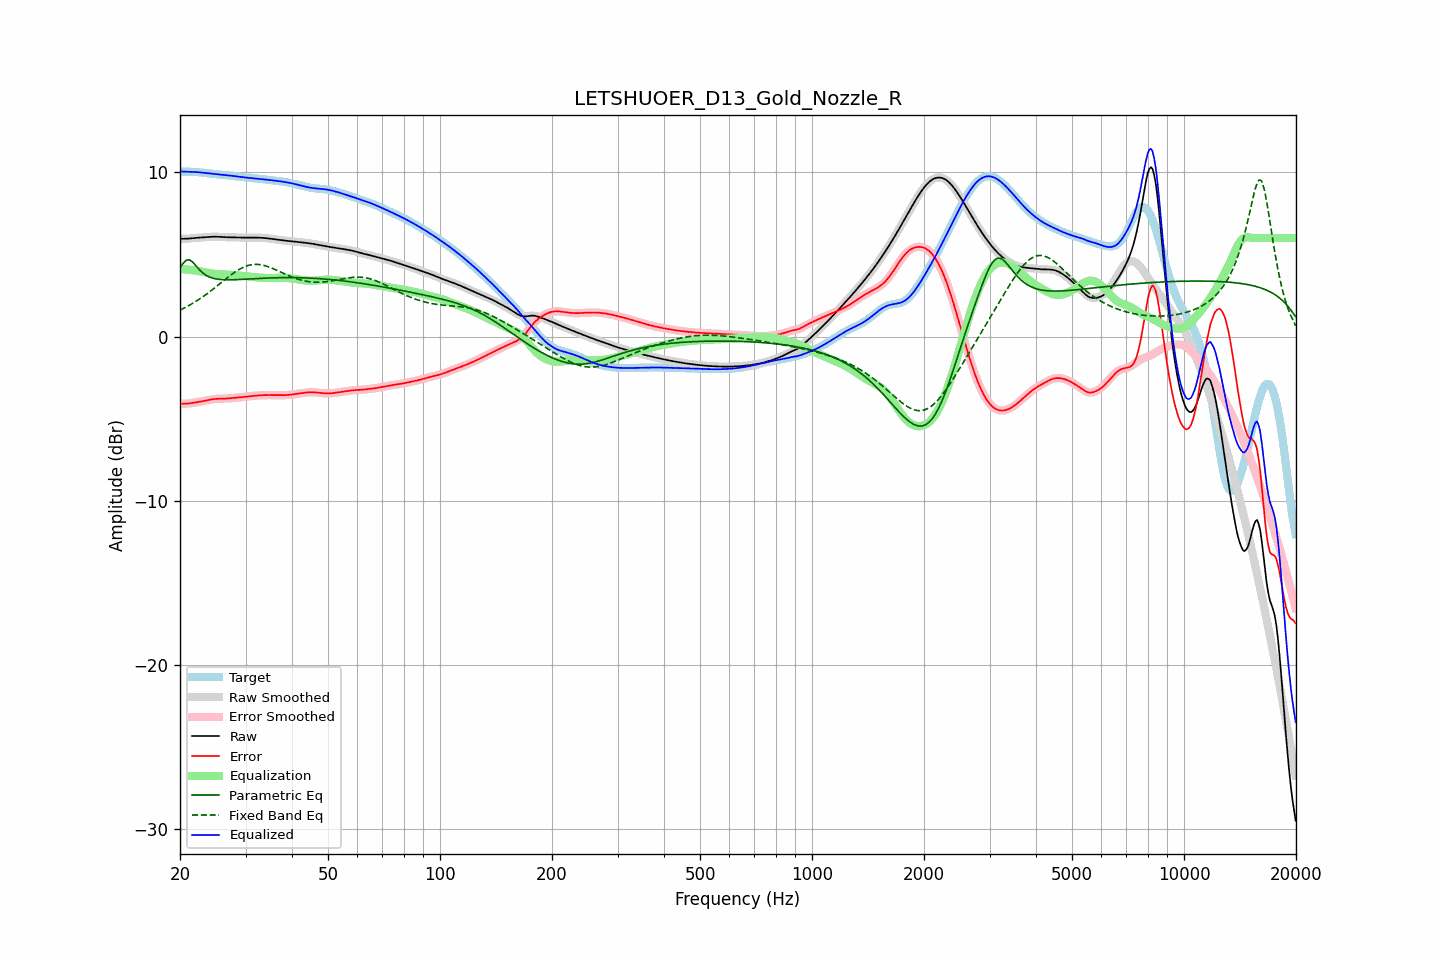 LETSHUOER_D13_Gold_Nozzle_R
10
0
−10
−20
−30
Amplitude (dBr)
Target
Raw Smoothed
Error Smoothed
Raw
Error
Equalization
Parametric Eq
Fixed Band Eq
Equalized
20
50
100
200
500
1000
2000
5000
10000
20000
Frequency (Hz)